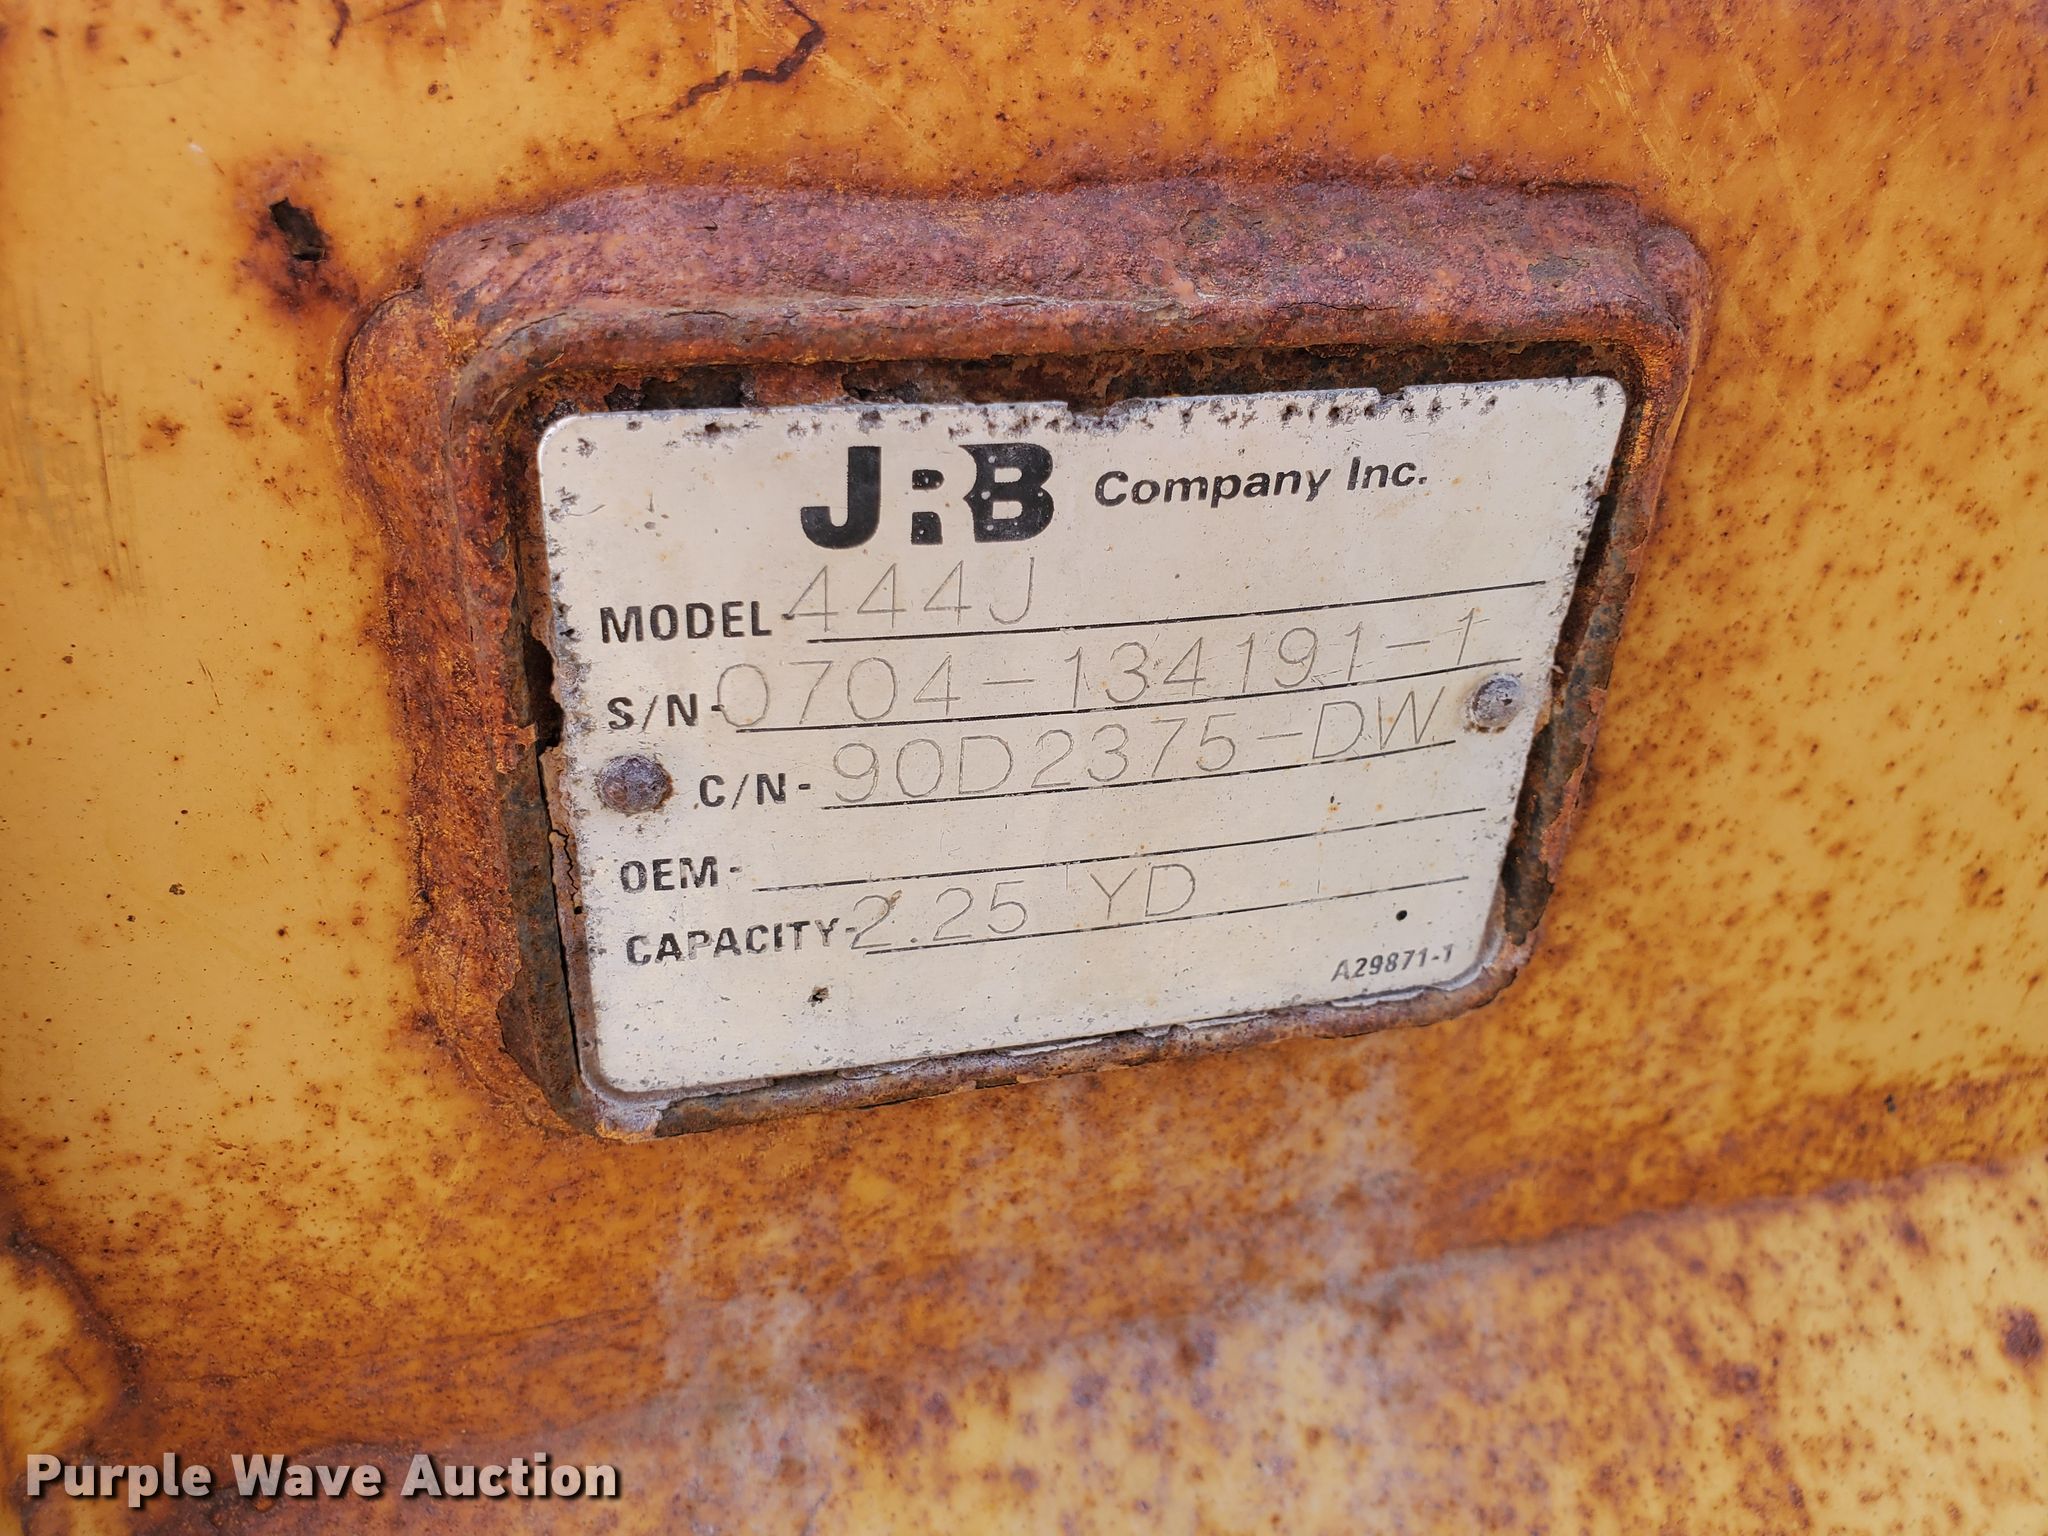 JRB Company Inc.
MODEL-444J
S/N-0704-134191-1
C/N-90D2375-DW
OEM-
CAPACITY-2.25 YD
A29871-1
Purple Wave Auction